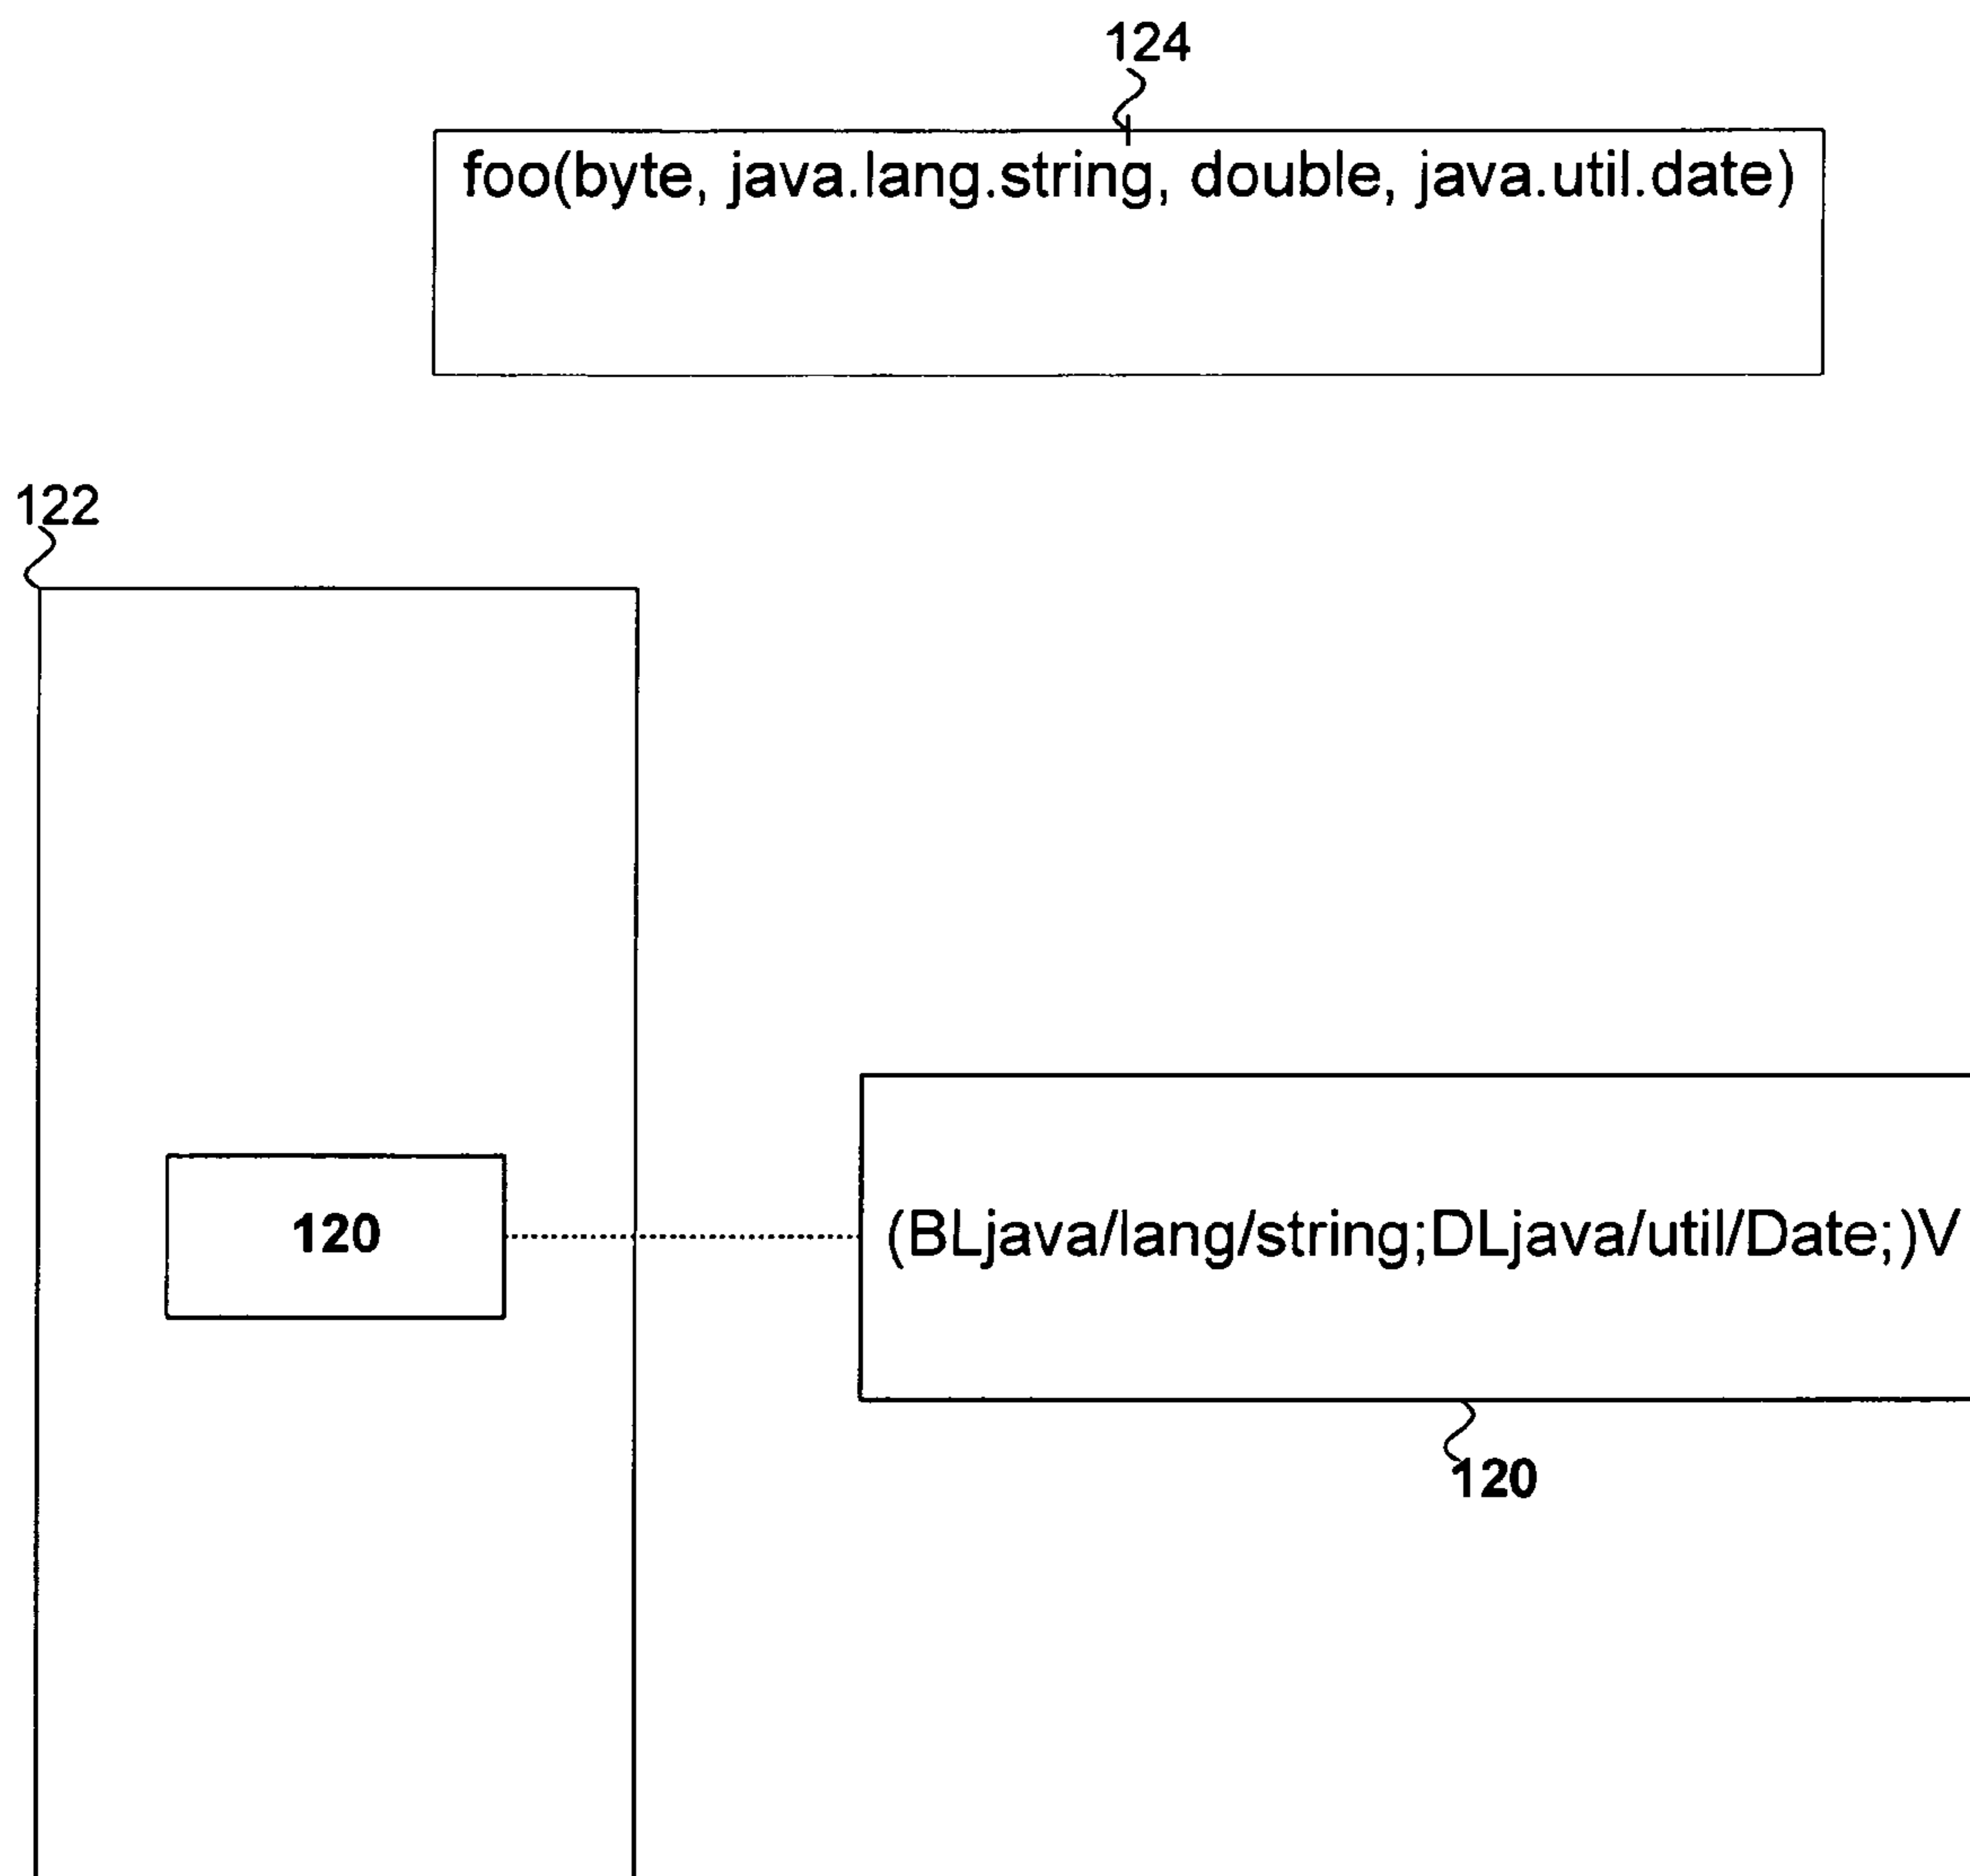 124
foo(byte, java.lang.string, double, java.util.date)
122
120
(BLjava/lang/string;DLjava/util/Date;)V
120